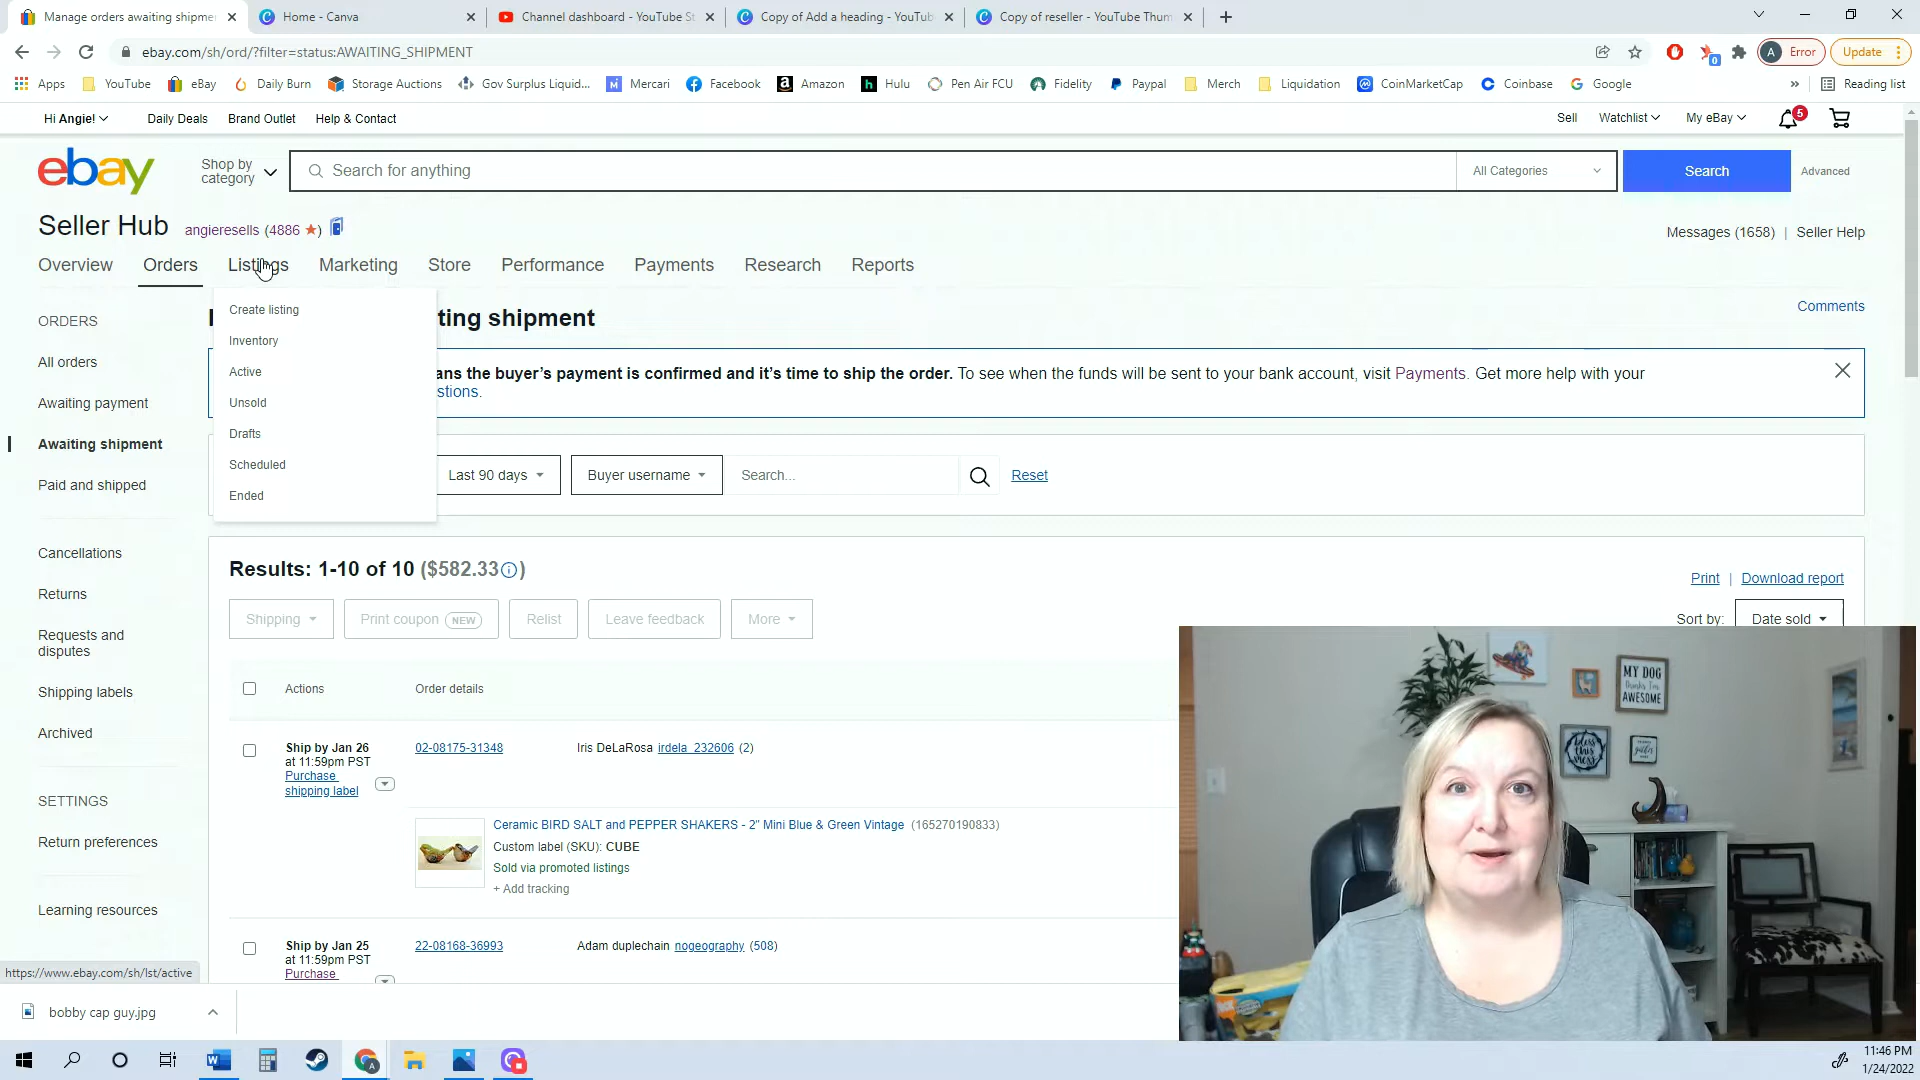 Manage orders awaiting shipme
Home - Canva
Channel dashboard - YouTube St
Copy of Add a heading - YouTub
Copy of reseller - YouTube Thum
ebay.com/sh/ord/?filter=status:AWAITING_SHIPMENT
A Error
Update
0
Apps YouTube eBay Daily Burn Storage Auctions Gov Surplus Liquid... Mercari Facebook Amazon Hulu Pen Air FCU Fidelity Paypal Merch Liquidation CoinMarketCap Coinbase Google » Reading list
Hi Angie! Daily Deals Brand Outlet Help & Contact Sell Watchlist My eBay 5
ebay
Shop by
category
Search for anything
All Categories
Search
Advanced
Seller Hub angieresells (4886 ★)
Messages (1658) | Seller Help
Overview Orders Listings Marketing Store Performance Payments Research Reports
Create listing
Inventory
Active
Unsold
Drafts
Scheduled
Ended
ORDERS
All orders
Awaiting payment
Awaiting shipment
Paid and shipped
Cancellations
Returns
Requests and
disputes
Shipping labels
Archived
SETTINGS
Return preferences
Learning resources
ting shipment
Comments
ans the buyer's payment is confirmed and it's time to ship the order. To see when the funds will be sent to your bank account, visit Payments. Get more help with your
stions.
Last 90 days
Buyer username
Search...
Reset
Results: 1-10 of 10 ($582.33)
Print | Download report
Shipping
Print coupon NEW
Relist
Leave feedback
More
Sort by: Date sold
Actions Order details
Ship by Jan 26
at 11:59pm PST
Purchase
shipping label
02-08175-31348
Iris DeLaRosa irdela_232606 (2)
Ceramic BIRD SALT and PEPPER SHAKERS - 2" Mini Blue & Green Vintage (165270190833)
Custom label (SKU): CUBE
Sold via promoted listings
+ Add tracking
Ship by Jan 25
at 11:59pm PST
Purchase
22-08168-36993
Adam duplechain nogeography (508)
MY DOG
thinks I'm
AWESOME
bless
this
mess
gather
https://www.ebay.com/sh/lst/active
bobby cap guy.jpg
11:46 PM
1/24/2022